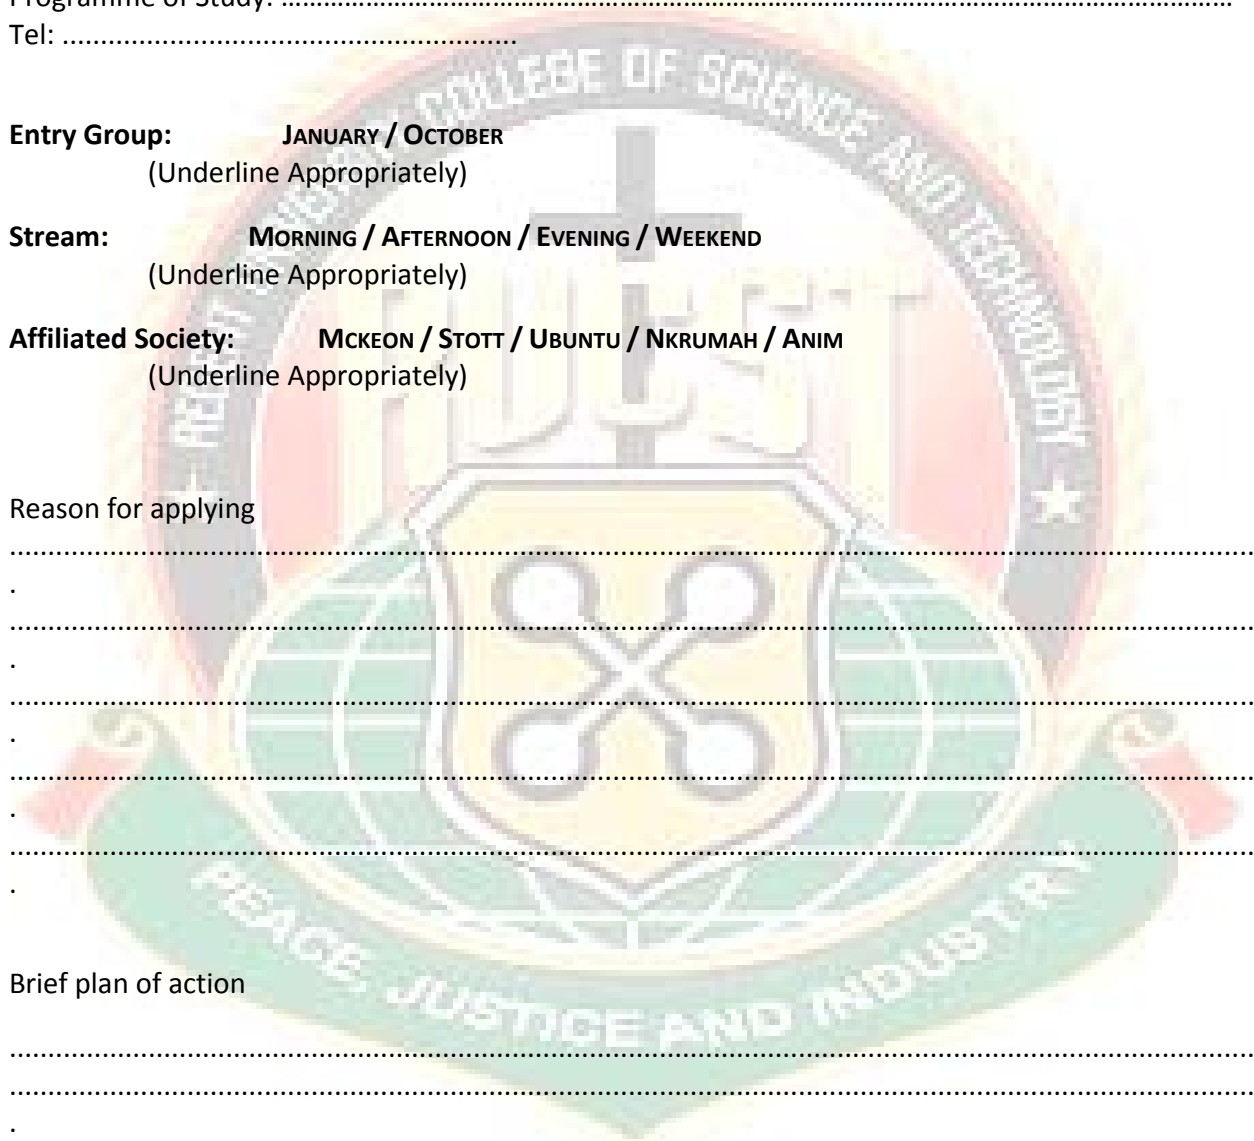 Programme of Study: ........................................................................................................................
Tel: ...........................................................
COLLEGE OF SCIENCE AND TECHNOLOGY
Entry Group: JANUARY / OCTOBER
(Underline Appropriately)
Stream: MORNING / AFTERNOON / EVENING / WEEKEND
(Underline Appropriately)
Affiliated Society: MCKEON / STOTT / UBUNTU / NKRUMAH / ANIM
(Underline Appropriately)
Reason for applying
................................................................................................................................................................
.
................................................................................................................................................................
.
................................................................................................................................................................
.
................................................................................................................................................................
.
................................................................................................................................................................
.
PEACE, JUSTICE AND INDUSTRY
Brief plan of action
................................................................................................................................................................
................................................................................................................................................................
.